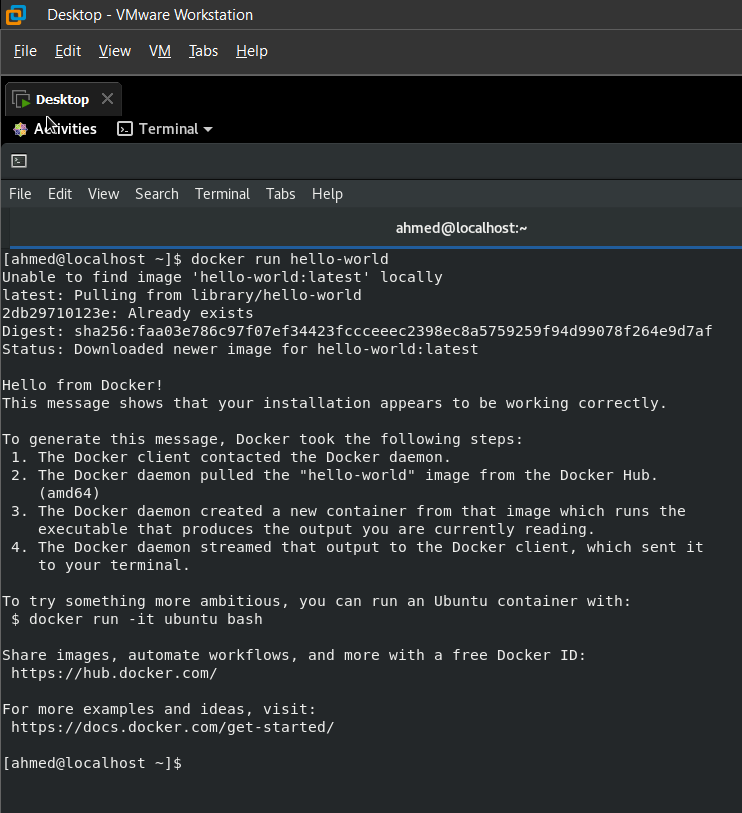 Desktop - VMware Workstation
File Edit View VM Tabs Help
Desktop
Activities Terminal
File Edit View Search Terminal Tabs Help
ahmed@localhost:~
[ahmed@localhost ~]$ docker run hello-world
Unable to find image 'hello-world:latest' locally
latest: Pulling from library/hello-world
2db29710123e: Already exists
Digest: sha256:faa03e786c97f07ef34423fccceeec2398ec8a5759259f94d99078f264e9d7af
Status: Downloaded newer image for hello-world:latest

Hello from Docker!
This message shows that your installation appears to be working correctly.

To generate this message, Docker took the following steps:
 1. The Docker client contacted the Docker daemon.
 2. The Docker daemon pulled the "hello-world" image from the Docker Hub.
    (amd64)
 3. The Docker daemon created a new container from that image which runs the
    executable that produces the output you are currently reading.
 4. The Docker daemon streamed that output to the Docker client, which sent it
    to your terminal.

To try something more ambitious, you can run an Ubuntu container with:
 $ docker run -it ubuntu bash

Share images, automate workflows, and more with a free Docker ID:
 https://hub.docker.com/

For more examples and ideas, visit:
 https://docs.docker.com/get-started/

[ahmed@localhost ~]$